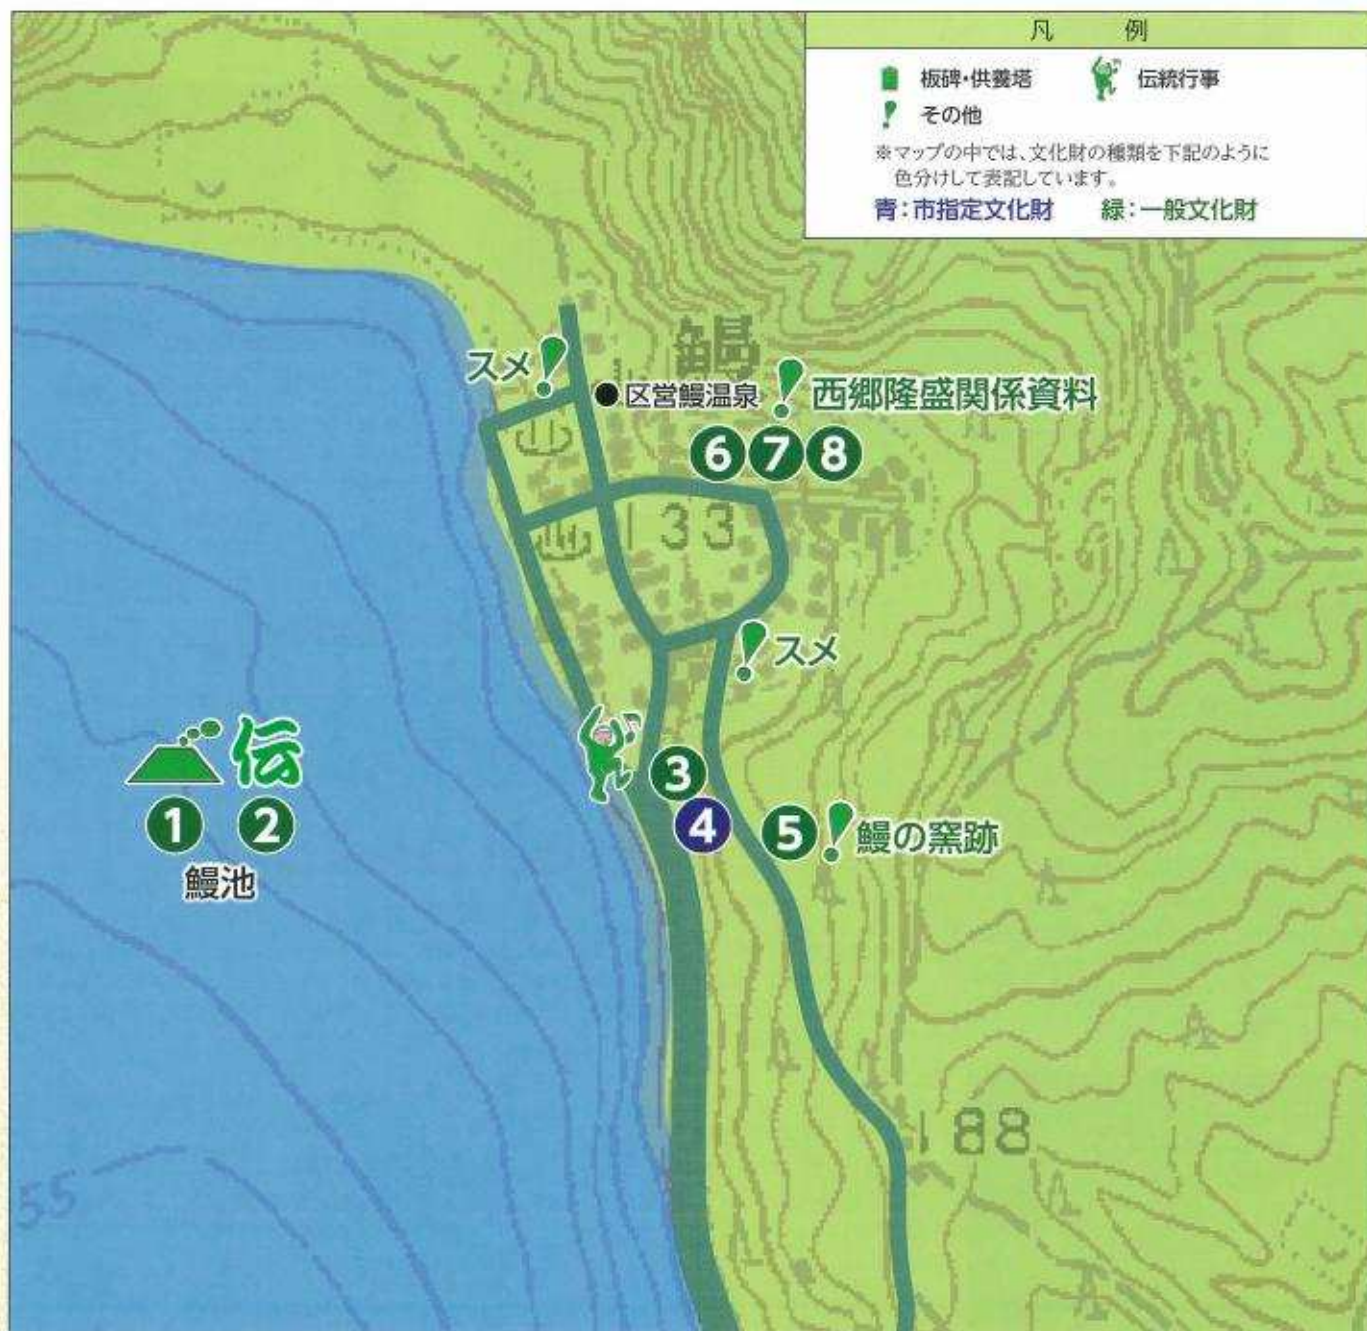 凡 例
板碑・供養塔 伝統行事
その他
※マップの中では、文化財の種類を下記のように
色分けして表記しています。
青：市指定文化財 緑：一般文化財
鰻
スメ
区営鰻温泉
西郷隆盛関係資料
6 7 8
133
スメ
伝
3
1 2
4
5
鰻の窯跡
鰻池
188
55